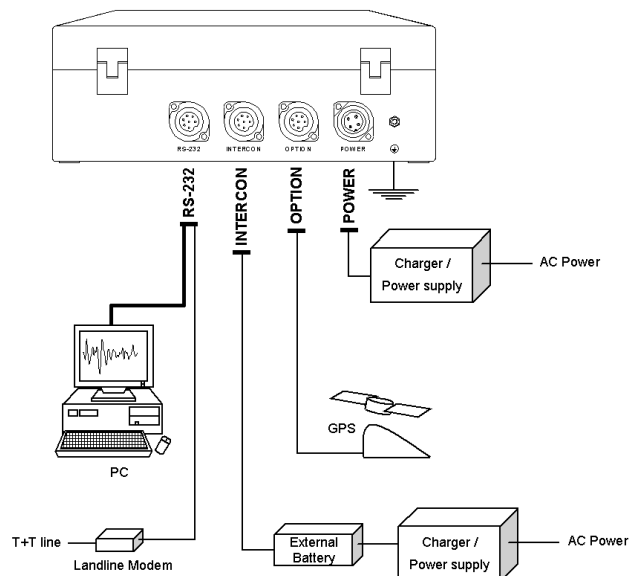 RS-232 INTERCON OPTION POWER
RS-232
INTERCON
OPTION
POWER
Charger /
Power supply
AC Power
GPS
PC
T+T line
Landline Modem
External
Battery
Charger /
Power supply
AC Power